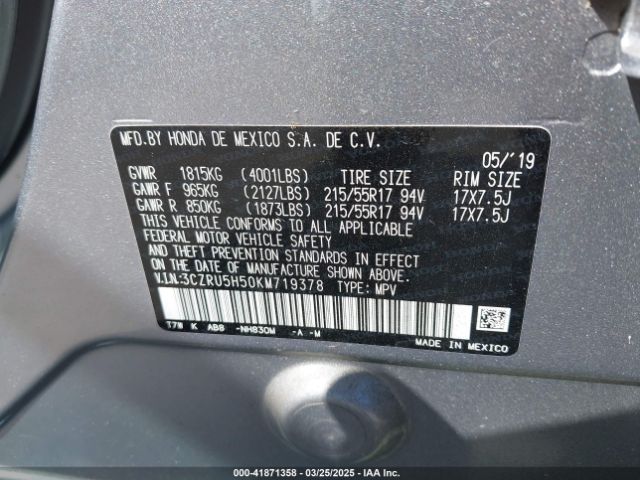 MFD.BY HONDA DE MEXICO S.A. DE C.V.
05/'19
GVWR 1815KG (4001LBS) TIRE SIZE RIM SIZE
GAWR F 965KG (2127LBS) 215/55R17 94V 17X7.5J
GAWR R 850KG (1873LBS) 215/55R17 94V 17X7.5J
THIS VEHICLE CONFORMS TO ALL APPLICABLE
FEDERAL MOTOR VEHICLE SAFETY
AND THEFT PREVENTION STANDARDS IN EFFECT
ON THE DATE OF MANUFACTURE SHOWN ABOVE.
V.I.N:3CZRU5H50KM719378 TYPE: MPV
T7W K ABB -NH830M -A -M
MADE IN MEXICO
000-41871358 - 03/25/2025 - IAA Inc.